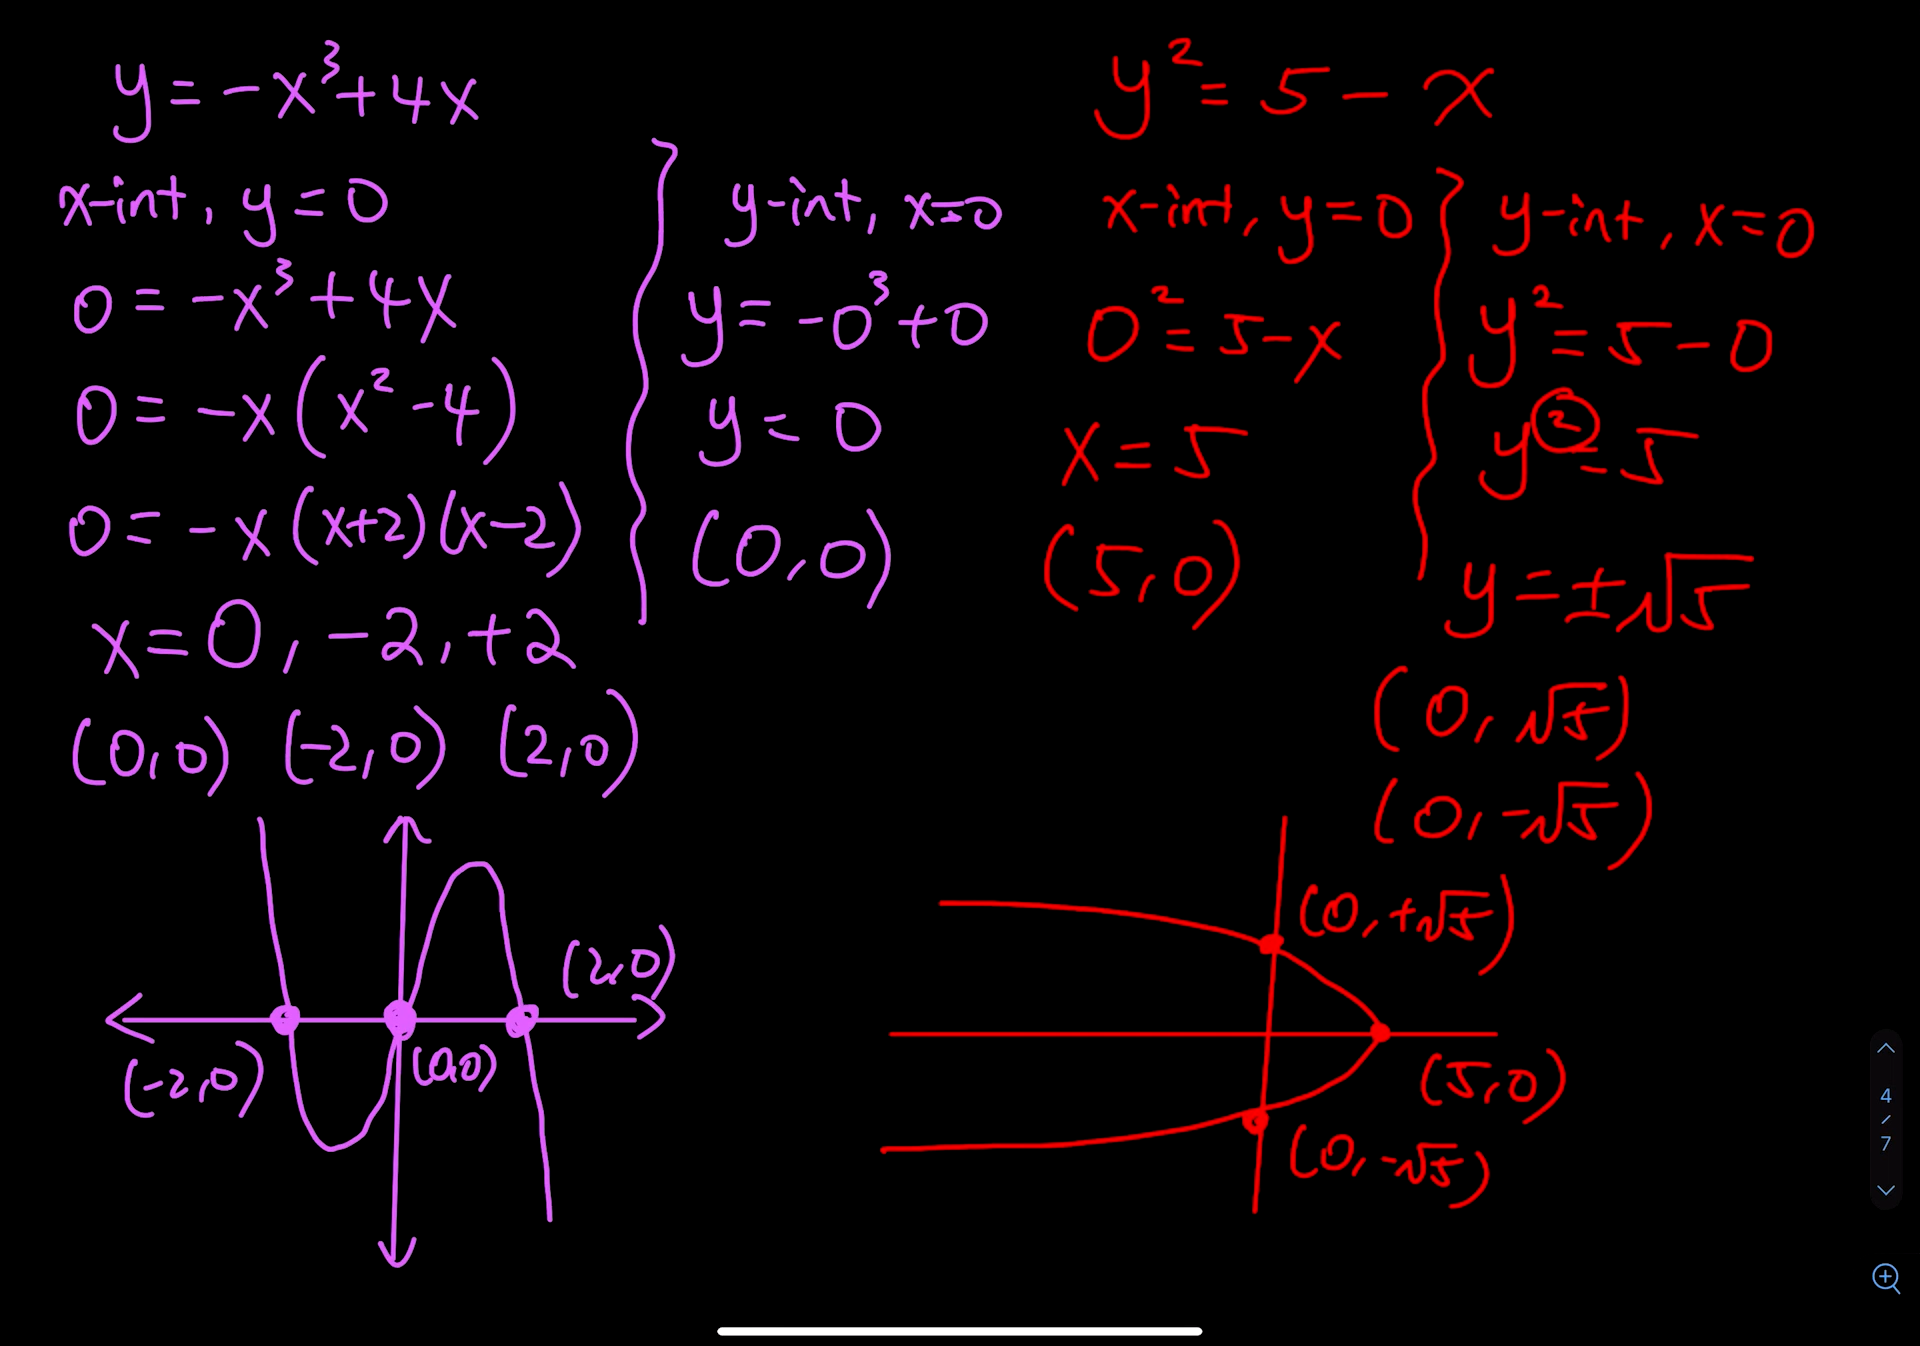 y = -x³ + 4x
x-int, y = 0
0 = -x³ + 4x
0 = -x(x² - 4)
0 = -x(x+2)(x-2)
x = 0, -2, +2
(0,0) (-2,0) (2,0)
y-int, x=0
y = -0³ + 0
y = 0
(0,0)
(2,0)
(-2,0)
(0,0)
y² = 5 - x
x-int, y = 0
0² = 5 - x
x = 5
(5,0)
y-int, x = 0
y² = 5 - 0
y² = 5
y = ±√5
(0, √5)
(0, -√5)
(0, +√5)
(5,0)
(0, -√5)
4
/
7